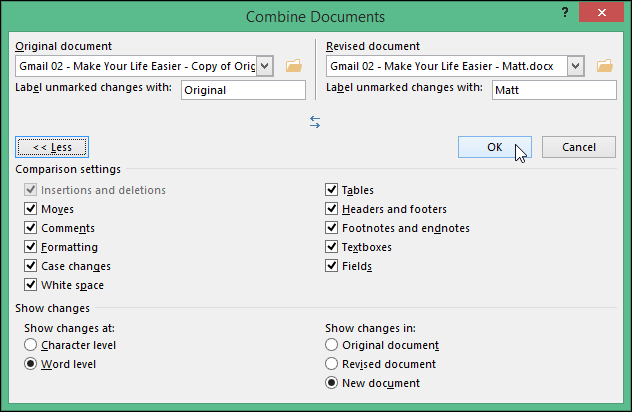 Combine Documents
?
Original document
Revised document
Gmail 02 - Make Your Life Easier - Copy of Orig
Gmail 02 - Make Your Life Easier - Matt.docx
Label unmarked changes with:
Original
Label unmarked changes with:
Matt
<< Less
OK
Cancel
Comparison settings
Insertions and deletions
Moves
Comments
Formatting
Case changes
White space
Tables
Headers and footers
Footnotes and endnotes
Textboxes
Fields
Show changes
Show changes at:
Character level
Word level
Show changes in:
Original document
Revised document
New document